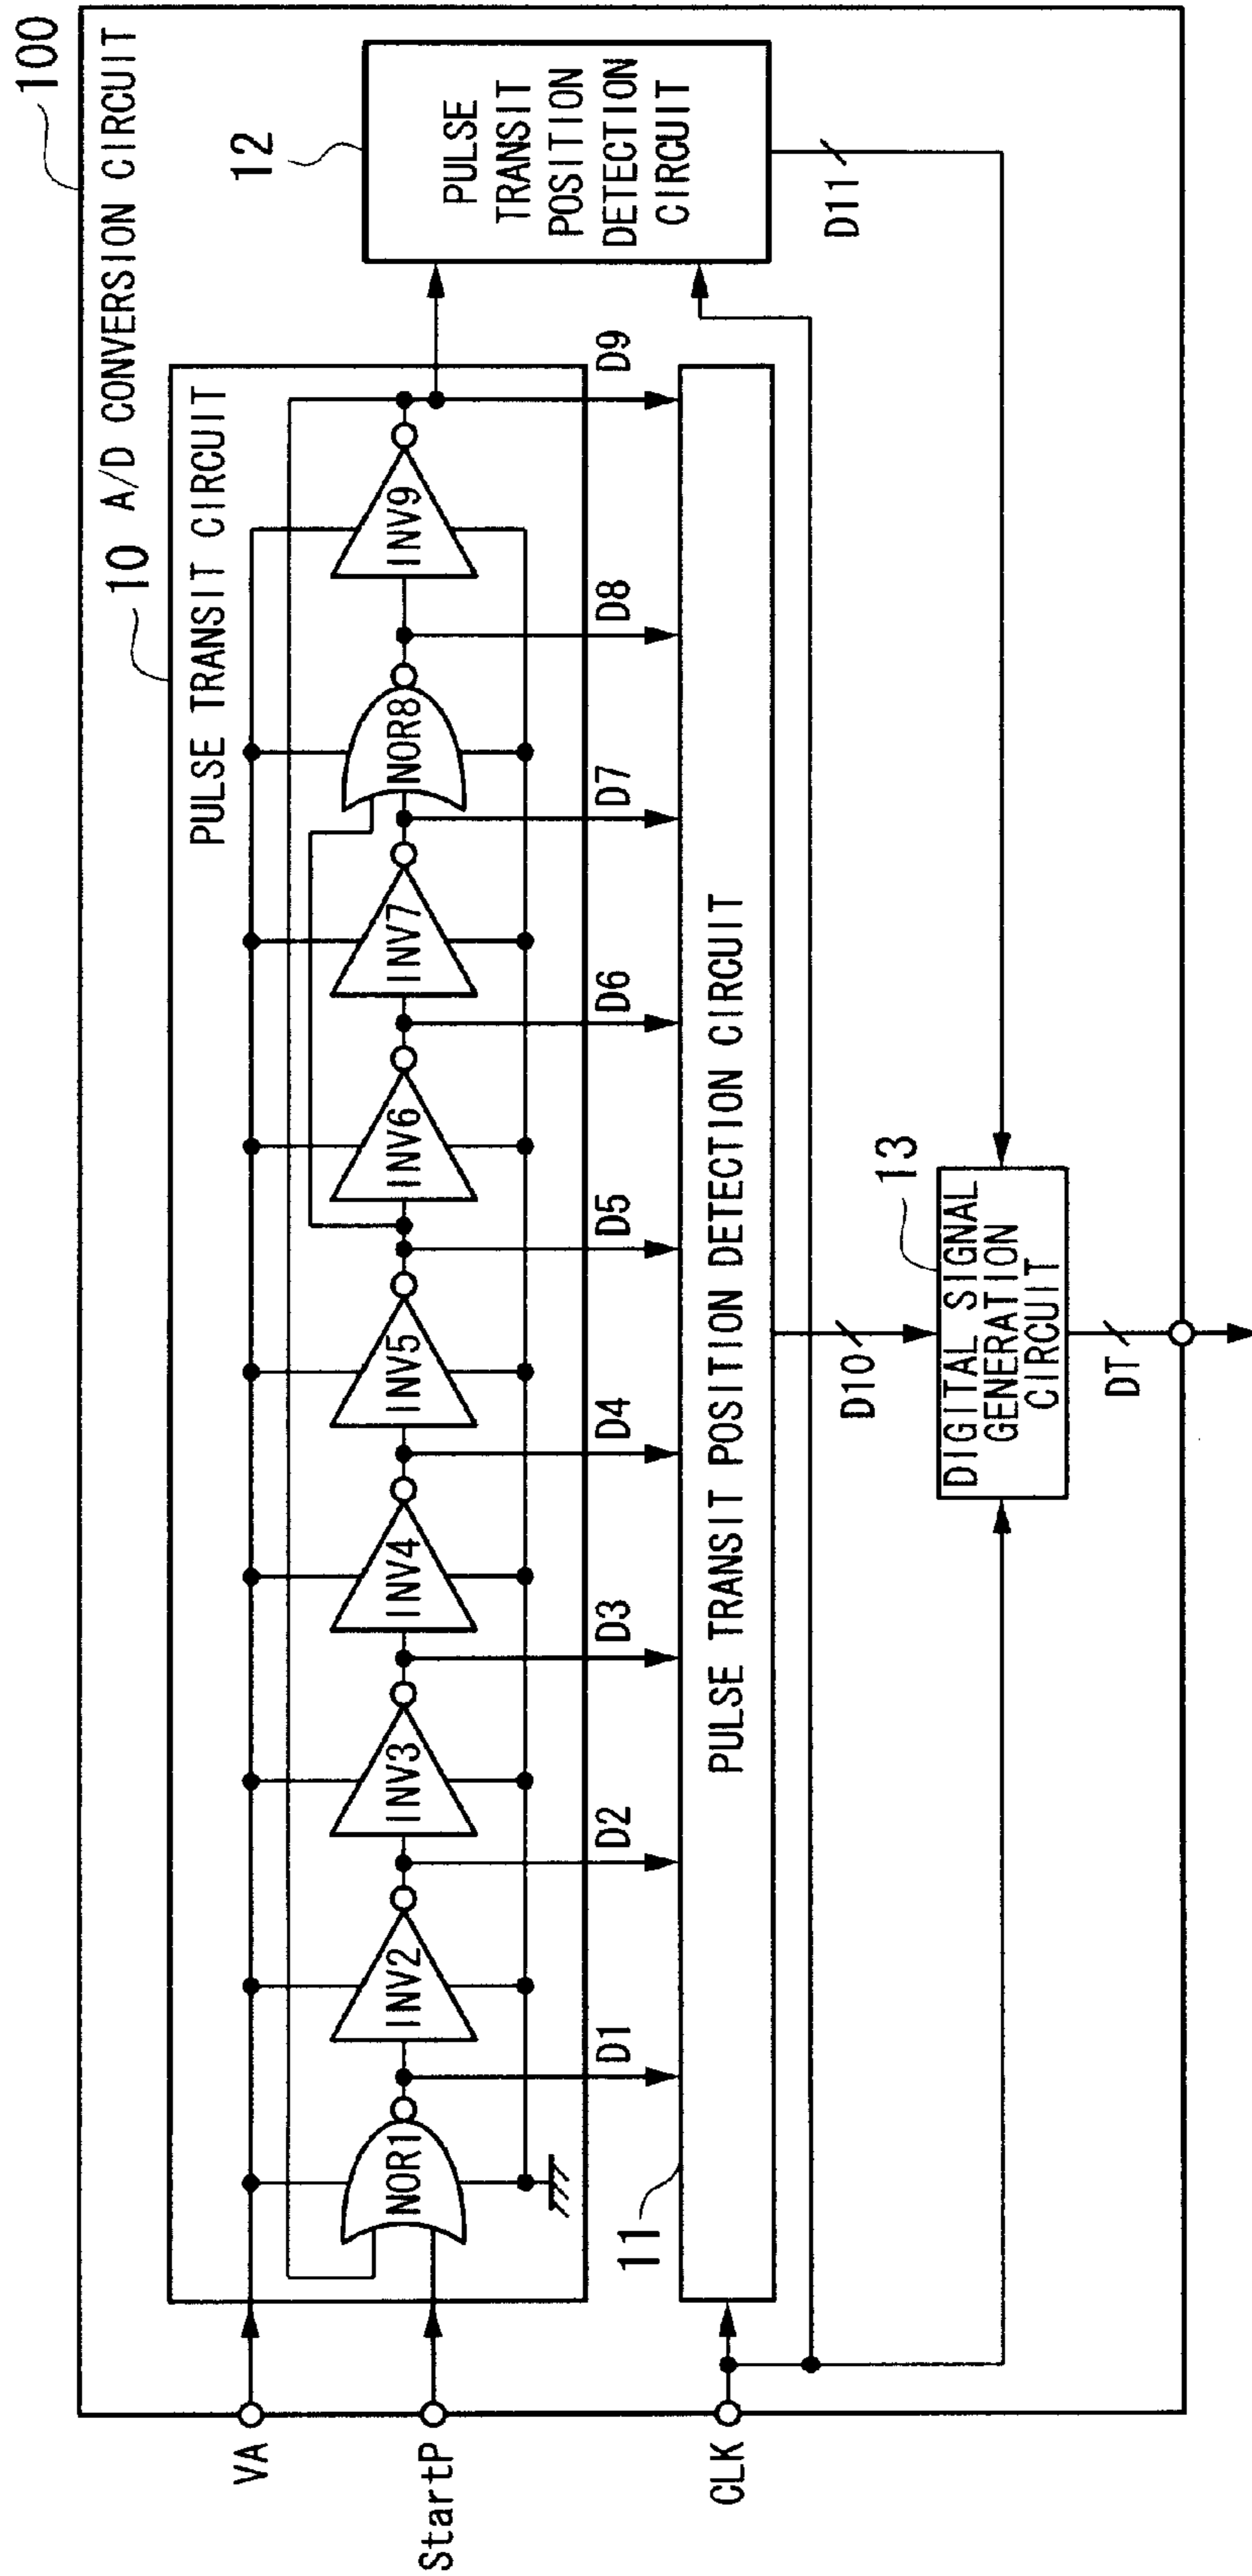 100
A/D CONVERSION CIRCUIT
10
PULSE TRANSIT CIRCUIT
12
PULSE
TRANSIT
POSITION
DETECTION
CIRCUIT
VA
StartP
CLK
NOR1
INV2
INV3
INV4
INV5
INV6
INV7
NOR8
INV9
D1
D2
D3
D4
D5
D6
D7
D8
D9
11
PULSE TRANSIT POSITION DETECTION CIRCUIT
D10
D11
13
DIGITAL SIGNAL
GENERATION
CIRCUIT
DT